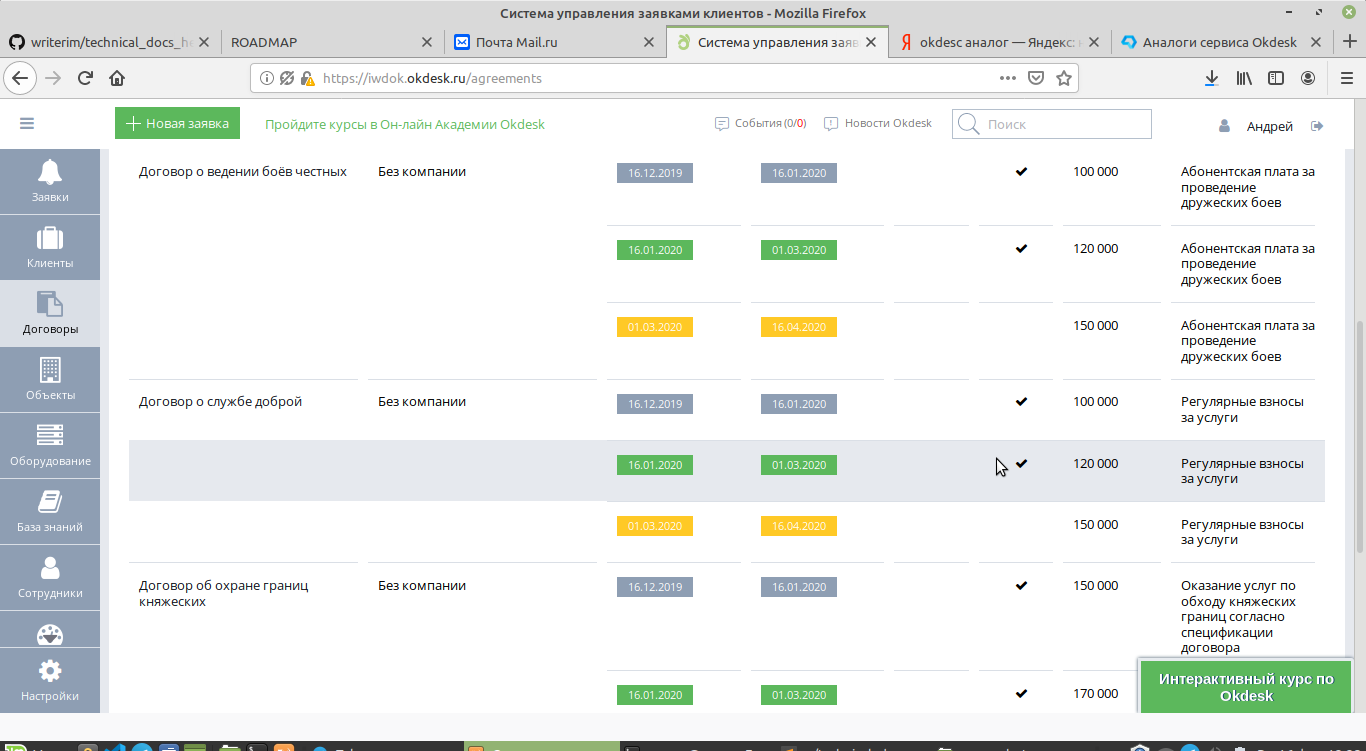 Система управления заявками клиентов - Mozilla Firefox
writerim/technical_docs_he
ROADMAP
Почта Mail.ru
Система управления заяв
okdesc аналог — Яндекс:
Аналоги сервиса Okdesk
https://iwdok.okdesk.ru/agreements
Новая заявка
Пройдите курсы в Он-лайн Академии Okdesk
События (0/0)
Новости Okdesk
Поиск
Андрей
Заявки
Клиенты
Договоры
Объекты
Оборудование
База знаний
Сотрудники
Настройки
Договор о ведении боёв честных Без компании 16.12.2019 16.01.2020 100 000 Абонентская плата за
проведение
дружеских боев
16.01.2020 01.03.2020 120 000 Абонентская плата за
проведение
дружеских боев
01.03.2020 16.04.2020 150 000 Абонентская плата за
проведение
дружеских боев
Договор о службе доброй Без компании 16.12.2019 16.01.2020 100 000 Регулярные взносы
за услуги
16.01.2020 01.03.2020 120 000 Регулярные взносы
за услуги
01.03.2020 16.04.2020 150 000 Регулярные взносы
за услуги
Договор об охране границ Без компании 16.12.2019 16.01.2020 150 000 Оказание услуг по
княжеских обходу княжеских
границ согласно
спецификации
договора
16.01.2020 01.03.2020 170 000
Интерактивный курс по
Okdesk